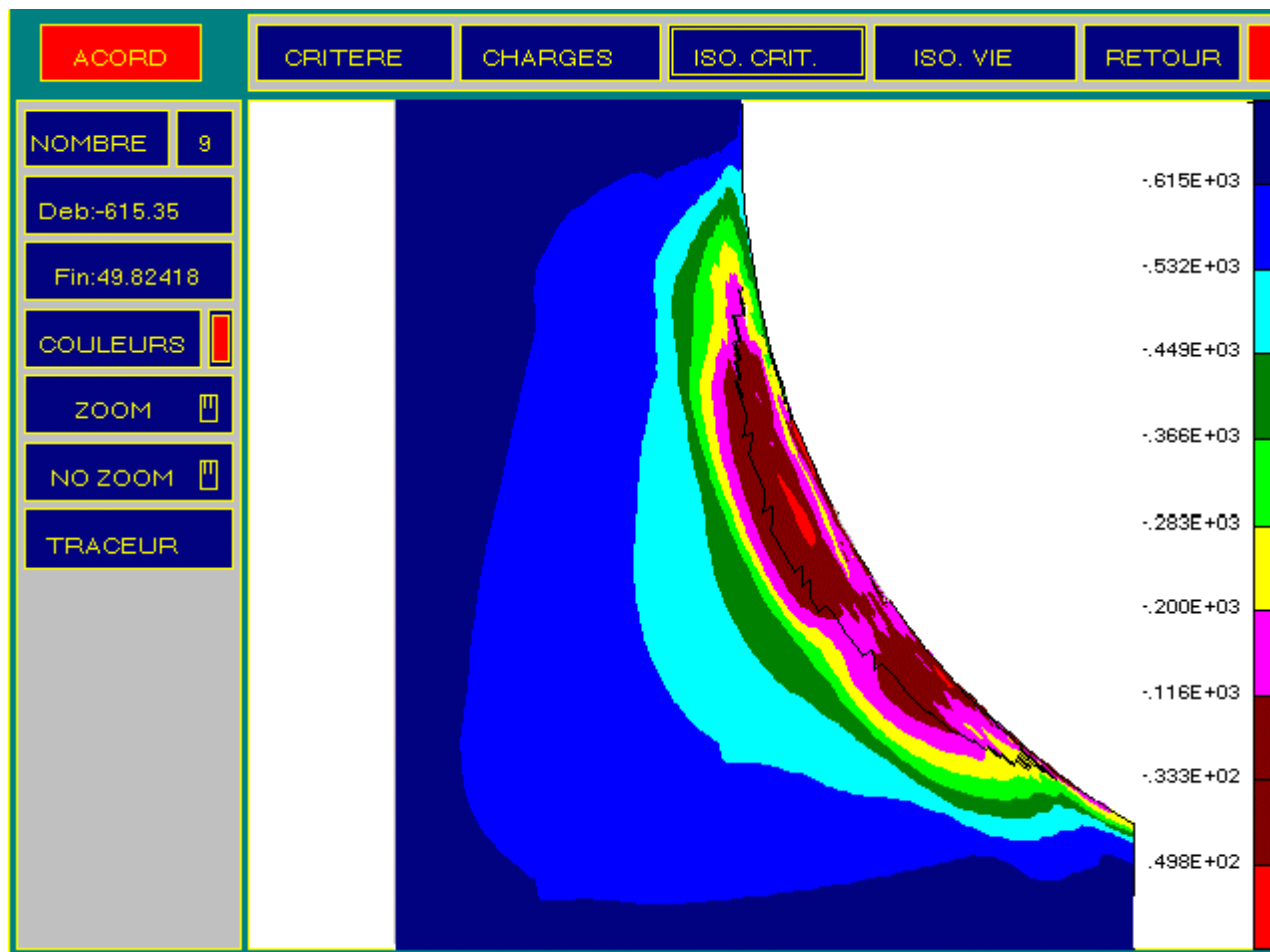 ACORD
CRITERE
CHARGES
ISO. CRIT.
ISO. VIE
RETOUR
NOMBRE
9
Deb:-615.35
Fin:49.82418
COULEURS
ZOOM
NO ZOOM
TRACEUR
-.615E+03
-.532E+03
-.449E+03
-.366E+03
-.283E+03
-.200E+03
-.116E+03
-.333E+02
.498E+02